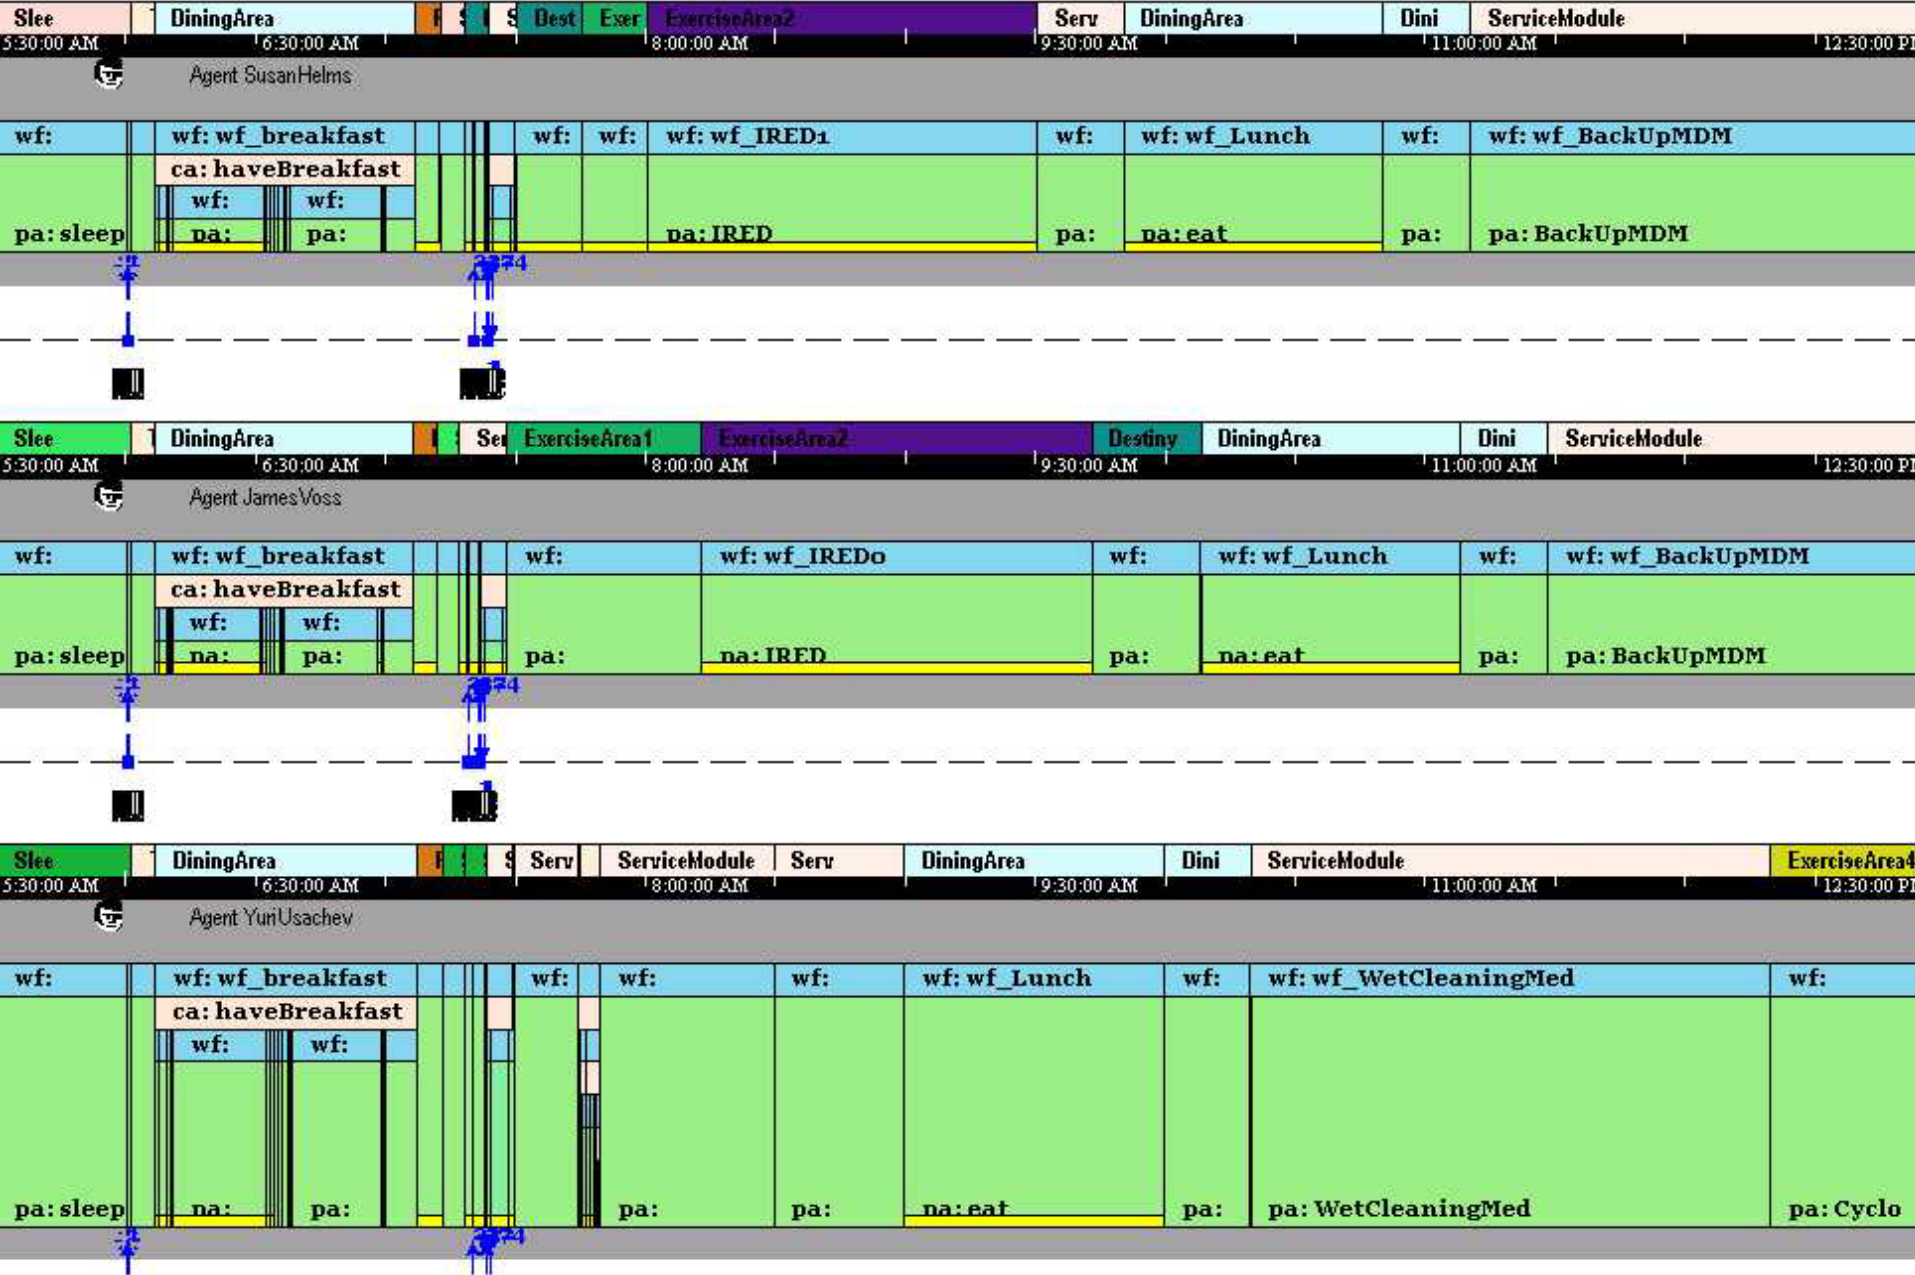 Slee DiningArea Dest Exer ExerciseArea2 Serv DiningArea Dini ServiceModule
5:30:00 AM 6:30:00 AM 8:00:00 AM 9:30:00 AM 11:00:00 AM 12:30:00 P
Agent SusanHelms
wf: wf: wf_breakfast wf: wf: wf: wf_IRED1 wf: wf: wf_Lunch wf: wf: wf_BackUpMDM
ca: haveBreakfast
wf: wf:
pa: sleep pa: pa: pa: IRED pa: pa: eat pa: pa: BackUpMDM
Slee DiningArea Ser ExerciseArea1 ExerciseArea2 Destiny DiningArea Dini ServiceModule
5:30:00 AM 6:30:00 AM 8:00:00 AM 9:30:00 AM 11:00:00 AM 12:30:00 P
Agent JamesVoss
wf: wf: wf_breakfast wf: wf: wf_IRED0 wf: wf: wf_Lunch wf: wf: wf_BackUpMDM
ca: haveBreakfast
wf: wf:
pa: sleep pa: pa: pa: pa: IRED pa: pa: eat pa: pa: BackUpMDM
Slee DiningArea Serv ServiceModule Serv DiningArea Dini ServiceModule ExerciseArea4
5:30:00 AM 6:30:00 AM 8:00:00 AM 9:30:00 AM 11:00:00 AM 12:30:00 P
Agent YuriUsachev
wf: wf: wf_breakfast wf: wf: wf: wf: wf_Lunch wf: wf: wf_WetCleaningMed wf:
ca: haveBreakfast
wf: wf:
pa: sleep pa: pa: pa: pa: pa: eat pa: pa: WetCleaningMed pa: Cyclo